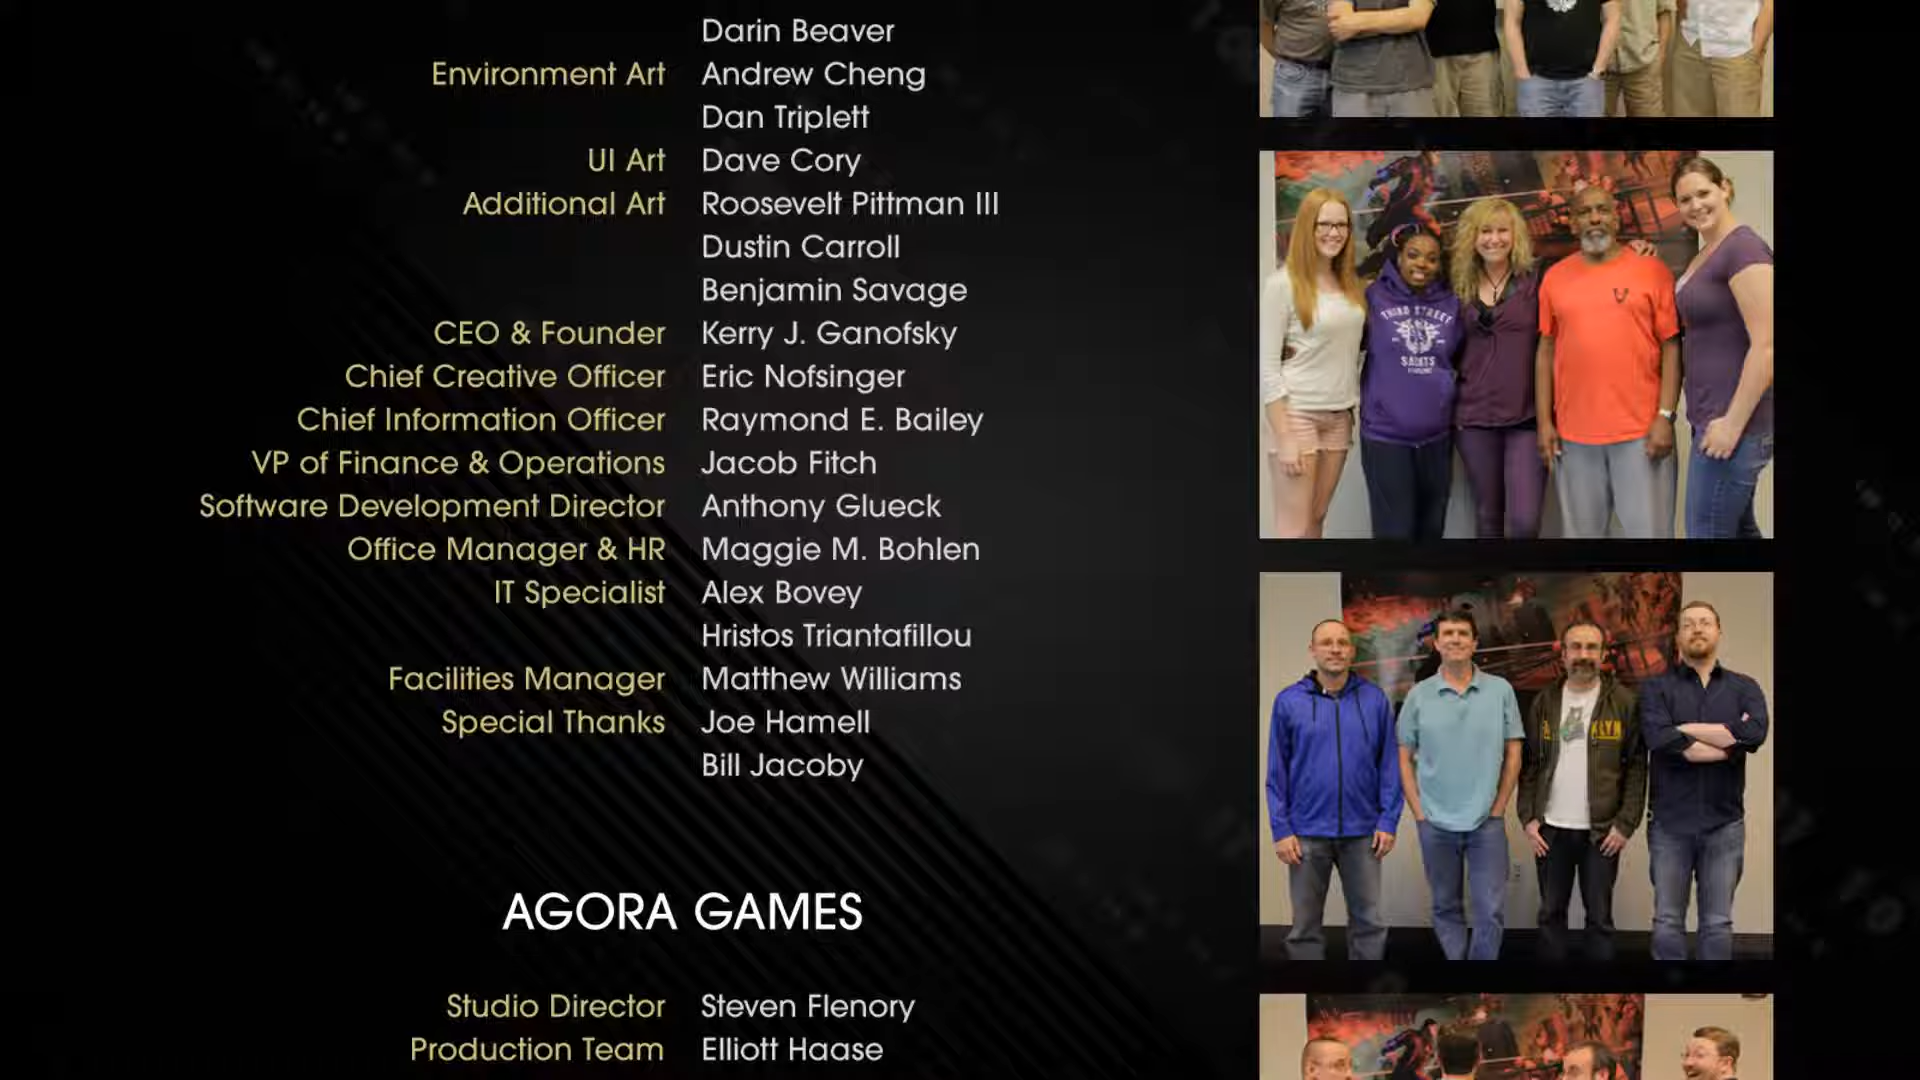 Darin Beaver
Environment Art Andrew Cheng
Dan Triplett
UI Art Dave Cory
Additional Art Roosevelt Pittman III
Dustin Carroll
Benjamin Savage
CEO & Founder Kerry J. Ganofsky
Chief Creative Officer Eric Nofsinger
Chief Information Officer Raymond E. Bailey
VP of Finance & Operations Jacob Fitch
Software Development Director Anthony Glueck
Office Manager & HR Maggie M. Bohlen
IT Specialist Alex Bovey
Hristos Triantafillou
Facilities Manager Matthew Williams
Special Thanks Joe Hamell
Bill Jacoby
AGORA GAMES
Studio Director Steven Flenory
Production Team Elliott Haase
THIRD STREET
SAINTS